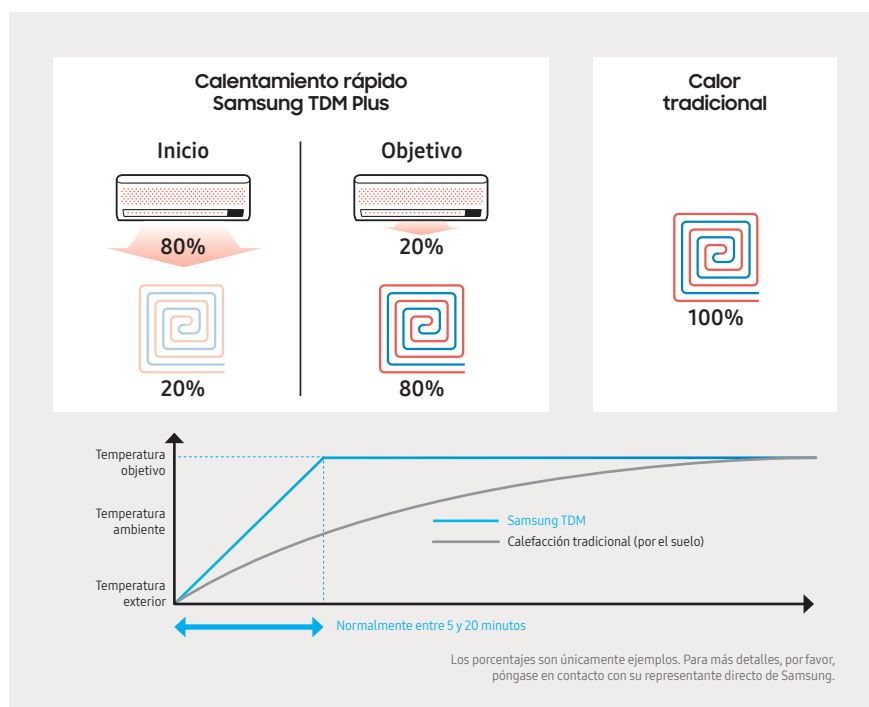 Calentamiento rápido
Samsung TDM Plus
Inicio
Objetivo
80%
20%
20%
80%
Calor
tradicional
100%
Temperatura
objetivo
Temperatura
ambiente
Temperatura
exterior
Samsung TDM
Calefacción tradicional (por el suelo)
Normalmente entre 5 y 20 minutos
Los porcentajes son únicamente ejemplos. Para más detalles, por favor,
póngase en contacto con su representante directo de Samsung.